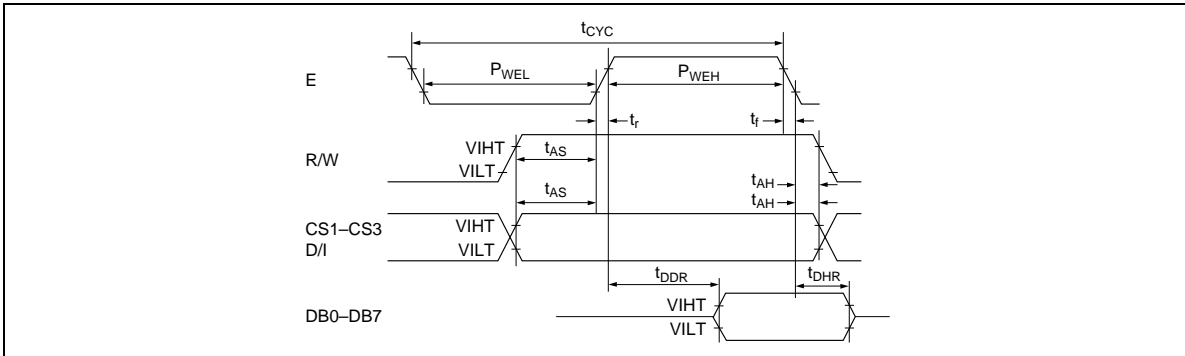 tCYC
E
PWEL
PWEH
tr
tf
R/W
VIHT
VILT
tAS
tAH
tAS
tAH
CS1–CS3
D/I
VIHT
VILT
tDDR
tDHR
DB0–DB7
VIHT
VILT